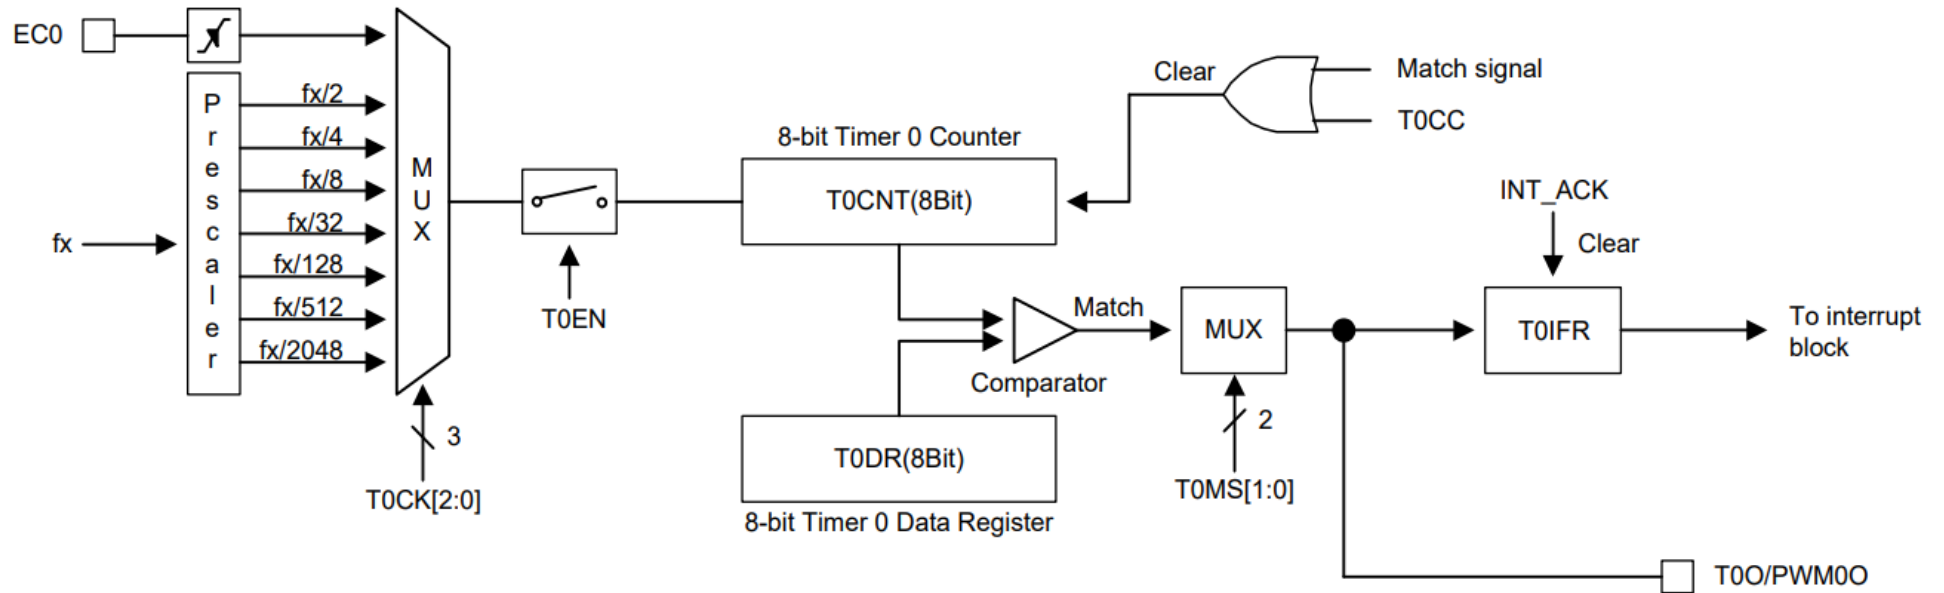 EC0
fx
Prescaler
fx/2
fx/4
fx/8
fx/32
fx/128
fx/512
fx/2048
MUX
3
T0CK[2:0]
T0EN
8-bit Timer 0 Counter
T0CNT(8Bit)
Clear
Match signal
T0CC
Comparator
Match
T0DR(8Bit)
8-bit Timer 0 Data Register
MUX
2
T0MS[1:0]
INT_ACK
Clear
T0IFR
To interrupt
block
T0O/PWM0O